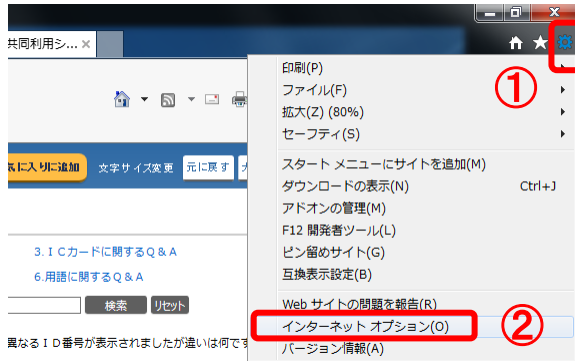 共同利用シ...×
印刷(P)
①
ファイル(F)
拡大(Z) (80%)
セーフティ(S)
気に入りに追加
文字サイズ変更
元に戻す
スタート メニューにサイトを追加(M)
ダウンロードの表示(N) Ctrl+J
アドオンの管理(M)
F12 開発者ツール(L)
ピン留めサイト(G)
互換表示設定(B)
3.ＩＣカードに関するＱ＆Ａ
6.用語に関するＱ＆Ａ
検索 リセット
Web サイトの問題を報告(R)
インターネット オプション(O)
②
バージョン情報(A)
異なるＩＤ番号が表示されましたが違いは何です